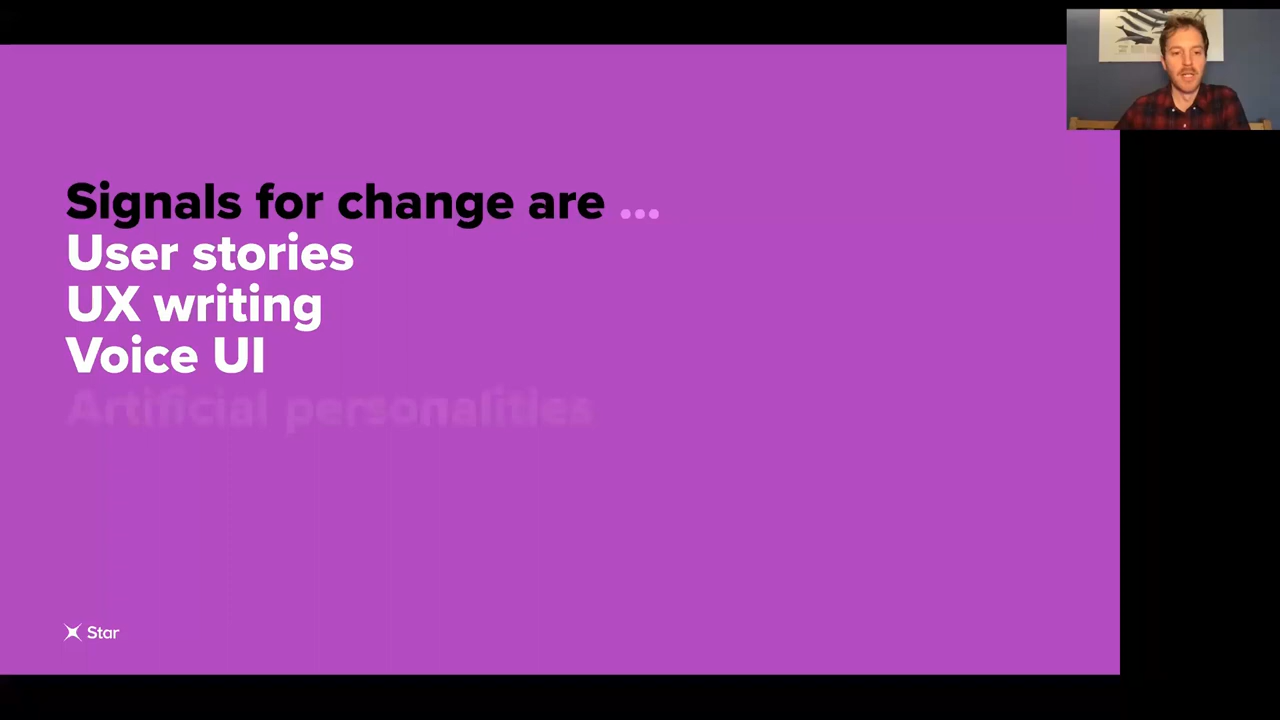 Signals for change are ...
User stories
UX writing
Voice UI
Artificial personalities
Star